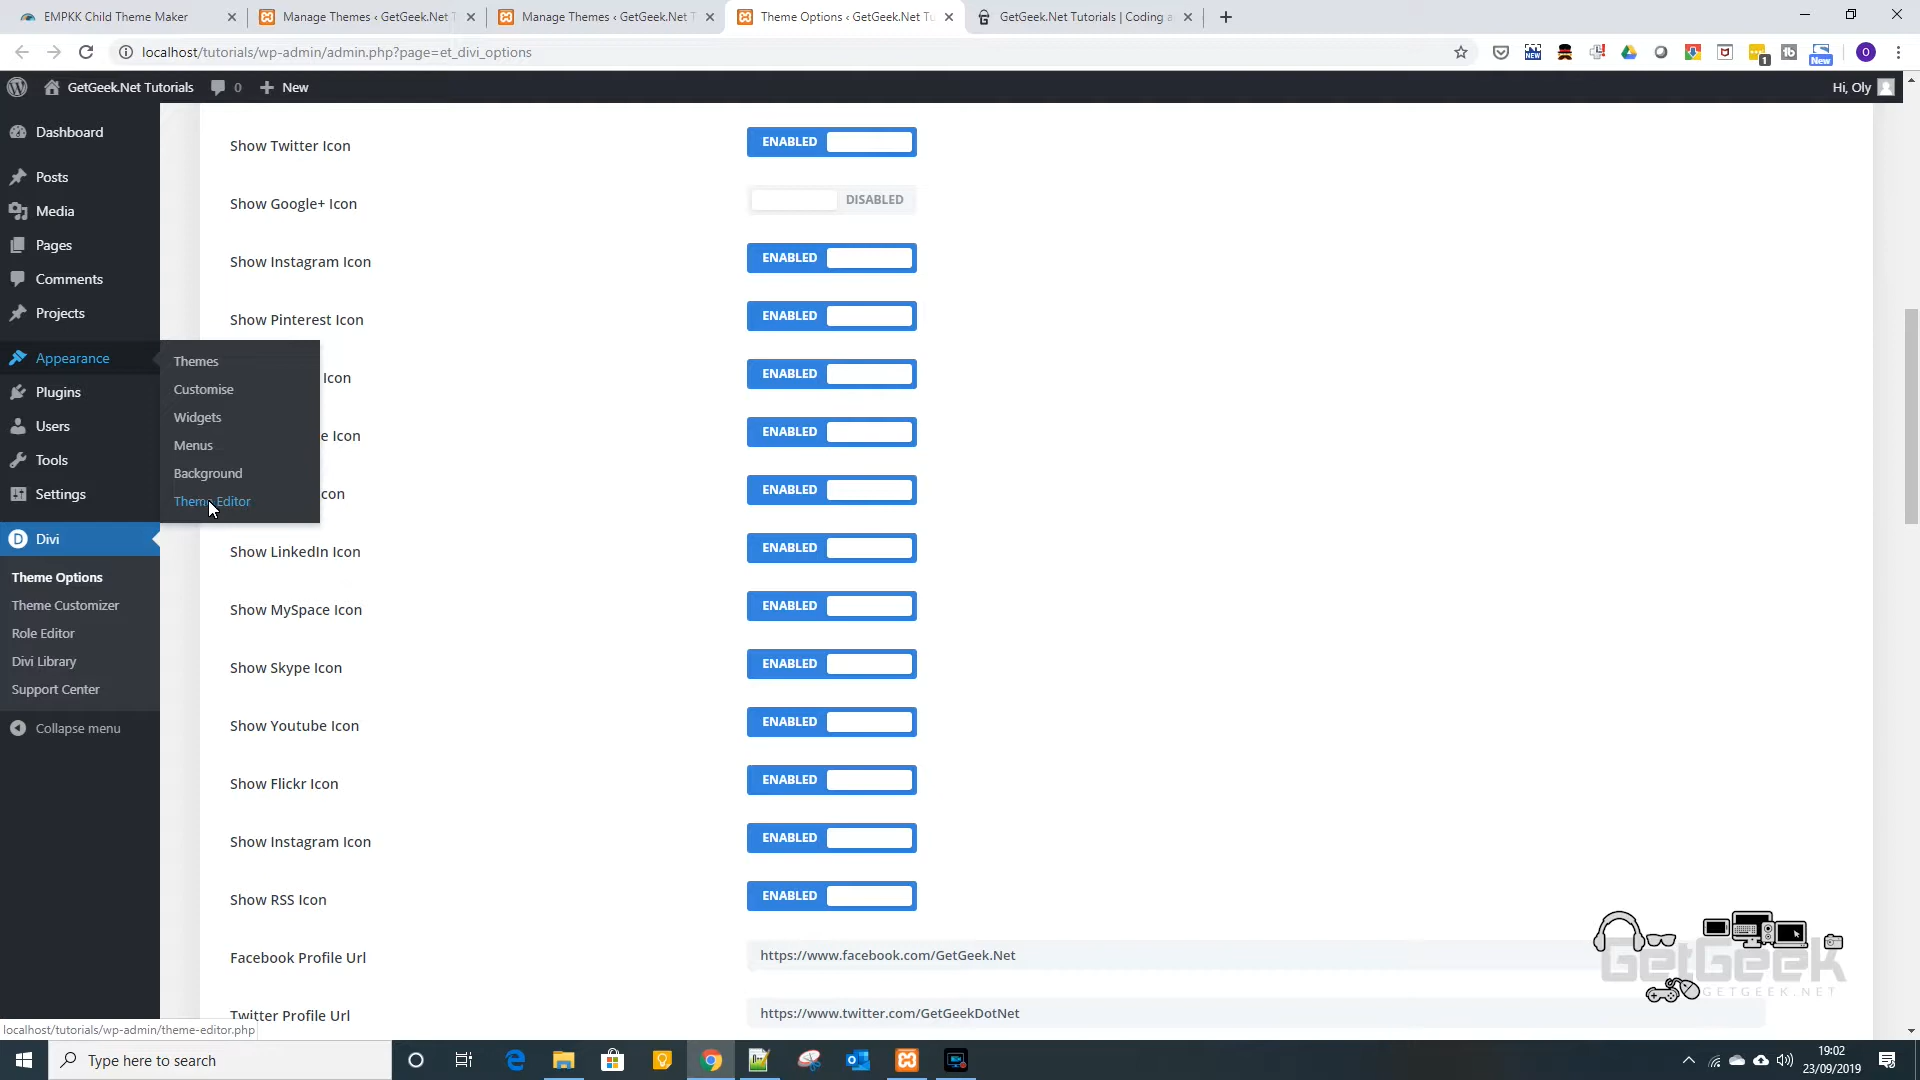 EMPKK Child Theme Maker
Manage Themes ‹ GetGeek.Net T
Manage Themes ‹ GetGeek.Net T
Theme Options ‹ GetGeek.Net Tu
GetGeek.Net Tutorials | Coding a
localhost/tutorials/wp-admin/admin.php?page=et_divi_options
NEW
1
tb
New
O
GetGeek.Net Tutorials
0
New
Hi, Oly
Dashboard
Posts
Media
Pages
Comments
Projects
Appearance
Plugins
Users
Tools
Settings
D Divi
Theme Options
Theme Customizer
Role Editor
Divi Library
Support Center
Collapse menu
Themes
Customise
Widgets
Menus
Background
Theme Editor
Show Twitter Icon ENABLED
Show Google+ Icon DISABLED
Show Instagram Icon ENABLED
Show Pinterest Icon ENABLED
Icon ENABLED
e Icon ENABLED
con ENABLED
Show LinkedIn Icon ENABLED
Show MySpace Icon ENABLED
Show Skype Icon ENABLED
Show Youtube Icon ENABLED
Show Flickr Icon ENABLED
Show Instagram Icon ENABLED
Show RSS Icon ENABLED
Facebook Profile Url https://www.facebook.com/GetGeek.Net
Twitter Profile Url https://www.twitter.com/GetGeekDotNet
GetGeek
GETGEEK.NET
localhost/tutorials/wp-admin/theme-editor.php
Type here to search
19:02
23/09/2019